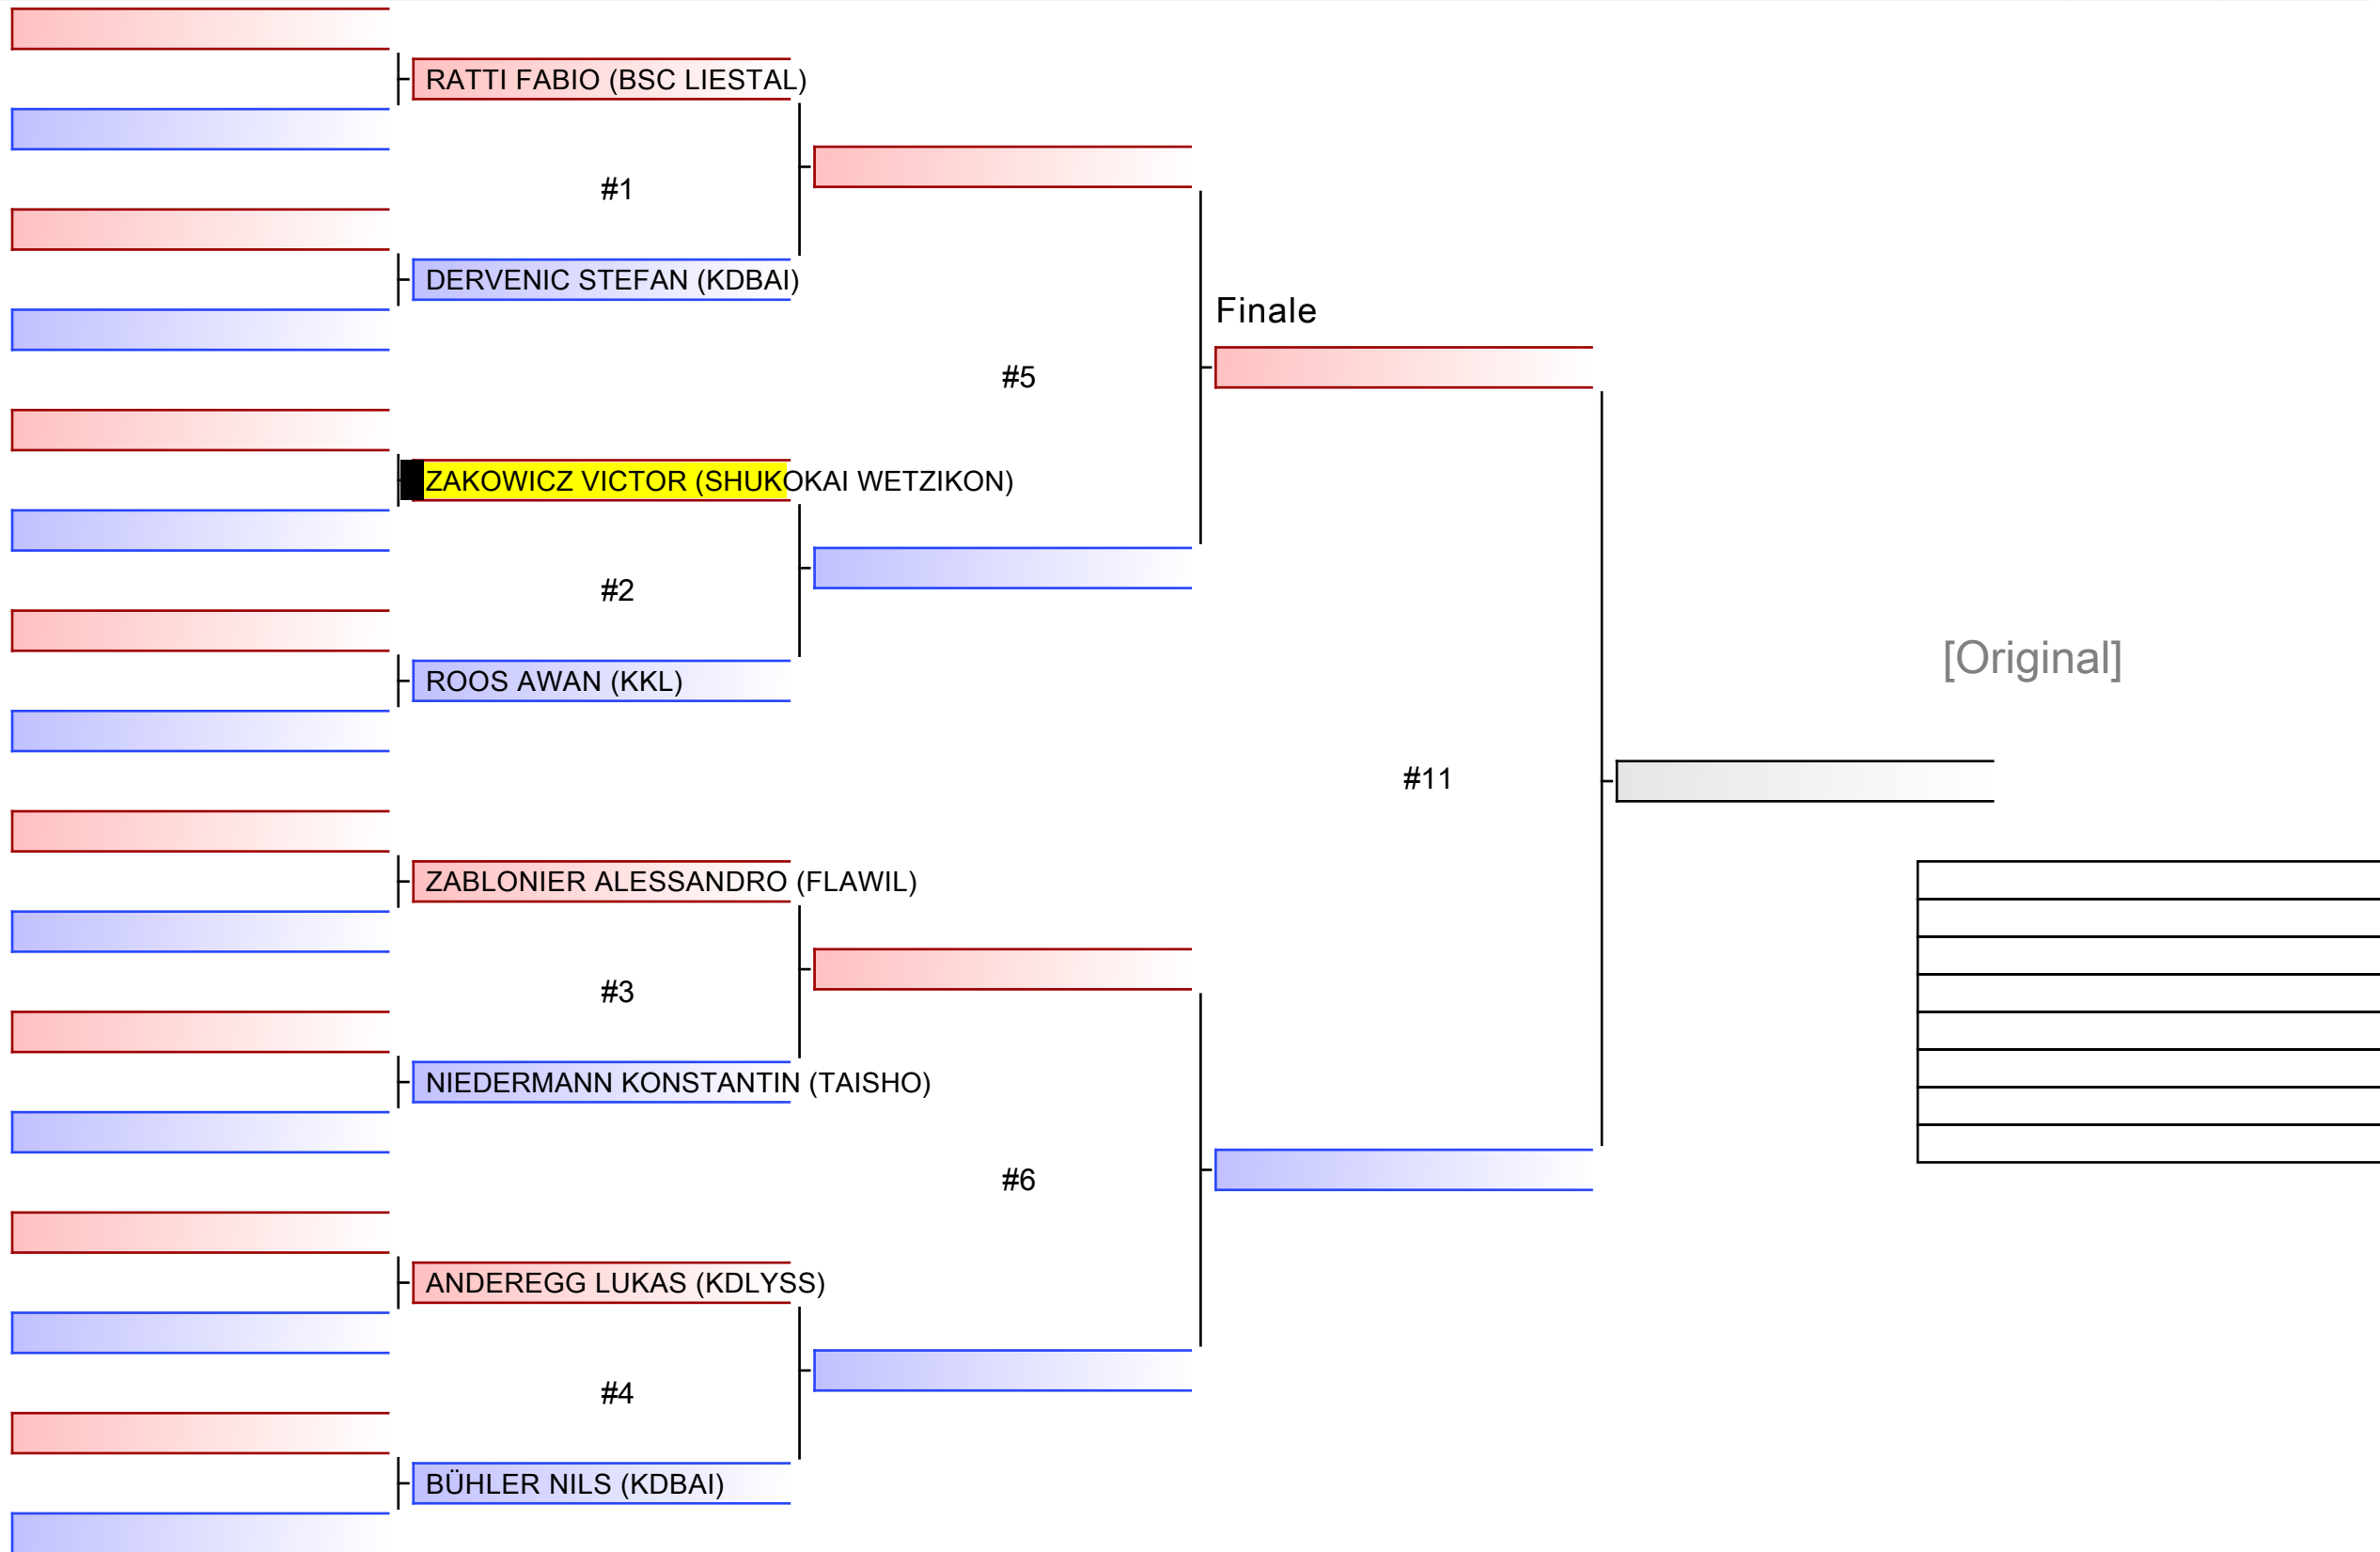 RATTI FABIO (BSC LIESTAL)
#1
DERVENIC STEFAN (KDBAI)
Finale
#5
ZAKOWICZ VICTOR (SHUKOKAI WETZIKON)
#2
[Original]
ROOS AWAN (KKL)
#11
ZABLONIER ALESSANDRO (FLAWIL)
#3
NIEDERMANN KONSTANTIN (TAISHO)
#6
ANDEREGG LUKAS (KDLYSS)
#4
BÜHLER NILS (KDBAI)